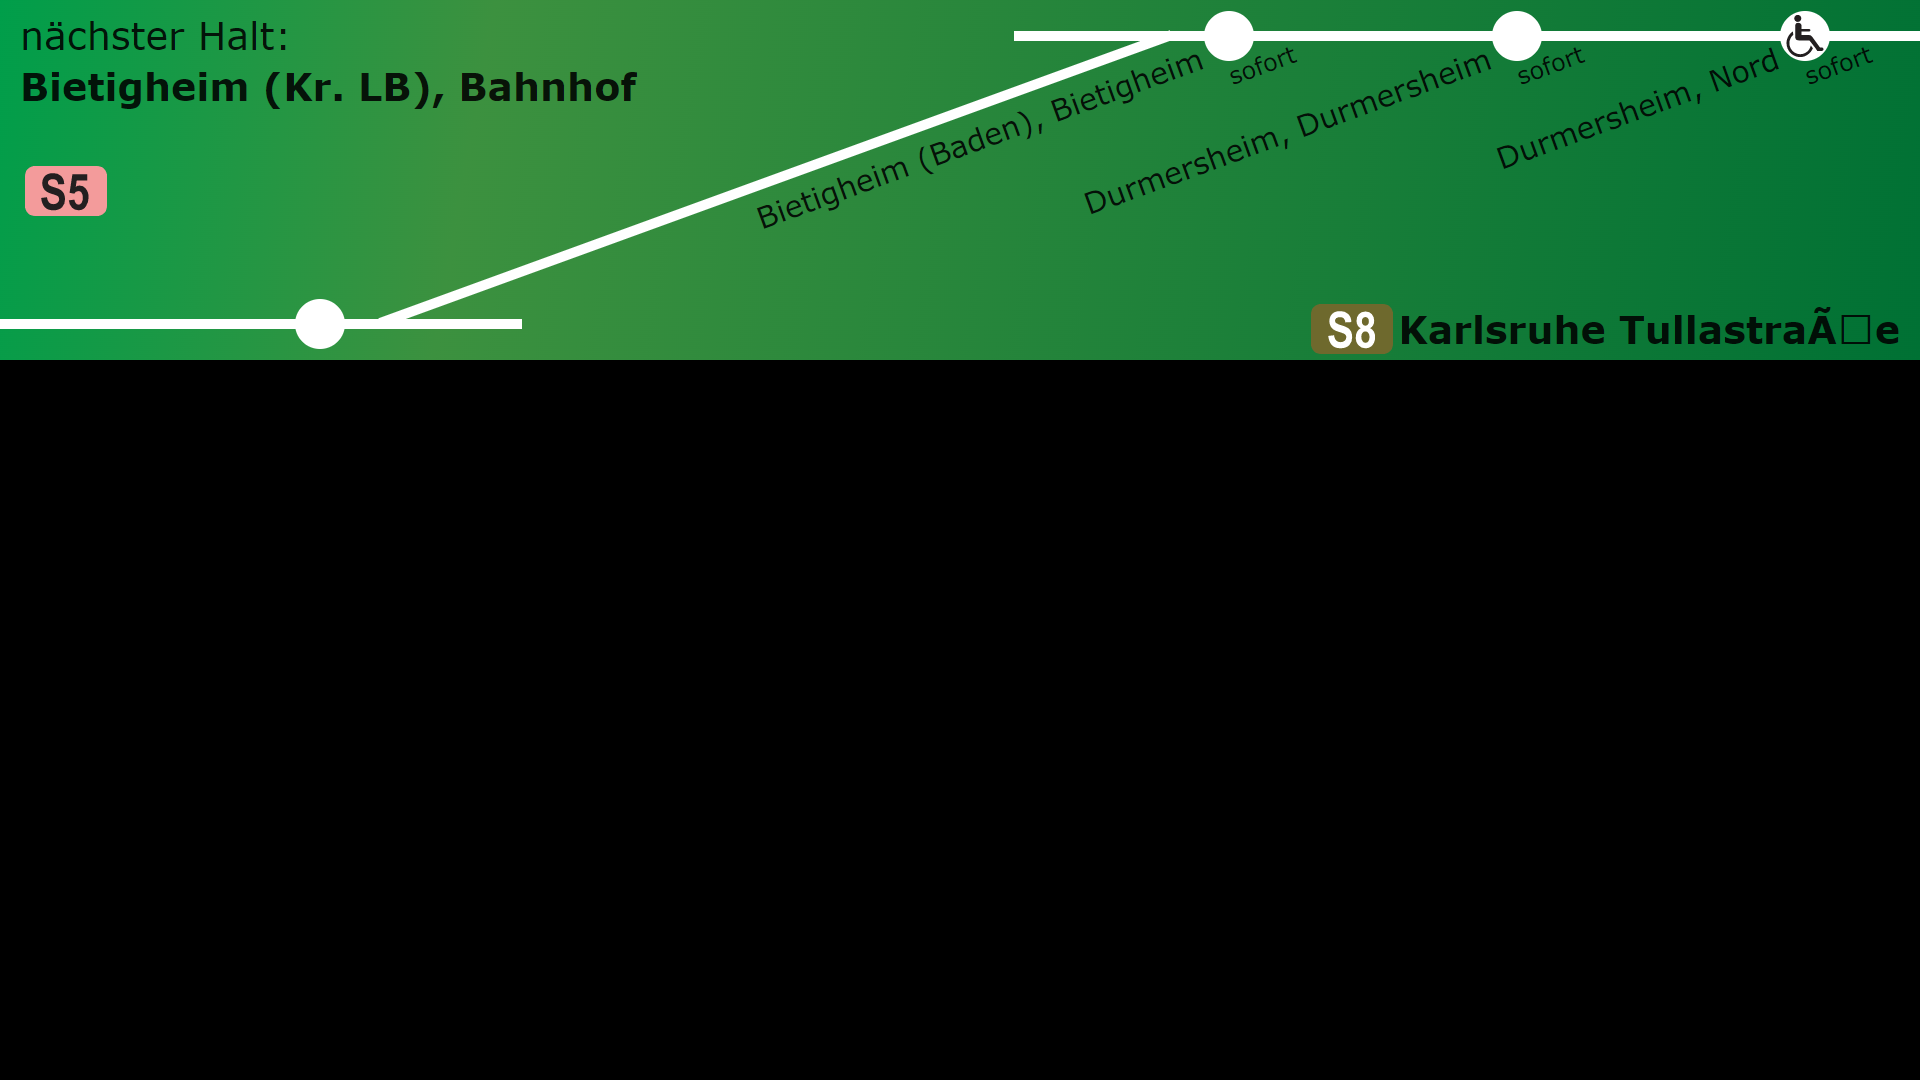 nächster Halt:
Bietigheim (Kr. LB), Bahnhof
S5
Bietigheim (Baden), Bietigheim
sofort
Durmersheim, Durmersheim
sofort
Durmersheim, Nord
sofort
S8 Karlsruhe TullastraÃ□e